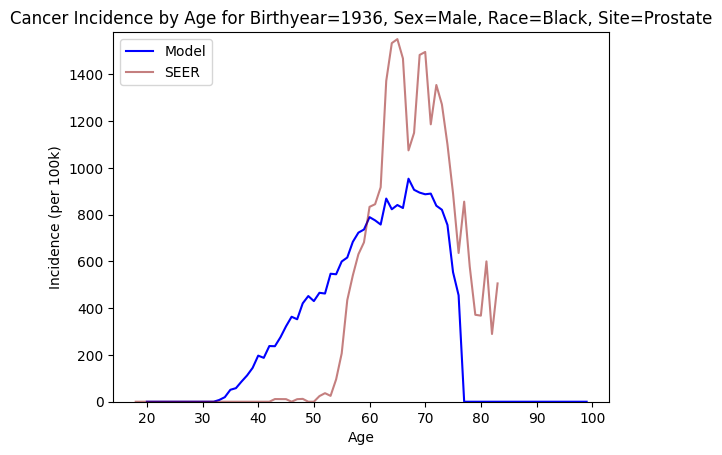 Cancer Incidence by Age for Birthyear=1936, Sex=Male, Race=Black, Site=Prostate
Model
SEER
1400
1200
1000
800
600
400
200
0
Incidence (per 100k)
20 30 40 50 60 70 80 90 100
Age